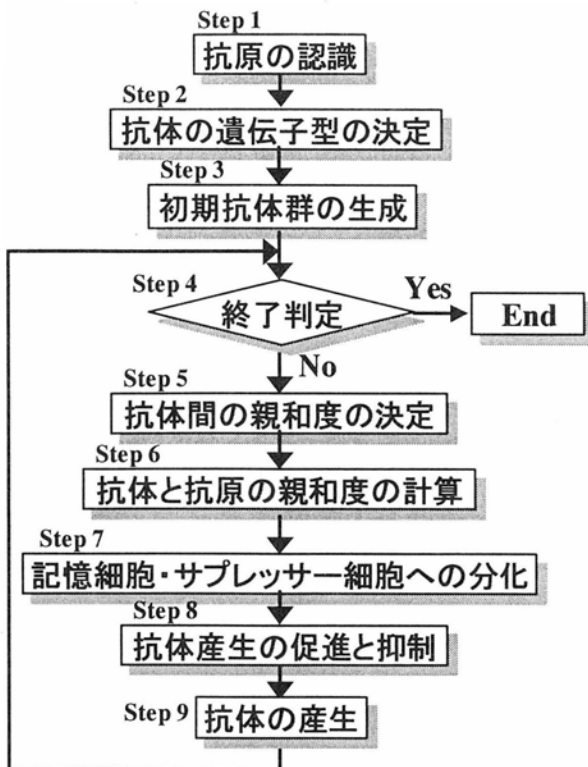 Step 1
抗原の認識
Step 2
抗体の遺伝子型の決定
Step 3
初期抗体群の生成
Step 4
終了判定
Yes
End
No
Step 5
抗体間の親和度の決定
Step 6
抗体と抗原の親和度の計算
Step 7
記憶細胞・サプレッサー細胞への分化
Step 8
抗体産生の促進と抑制
Step 9
抗体の産生